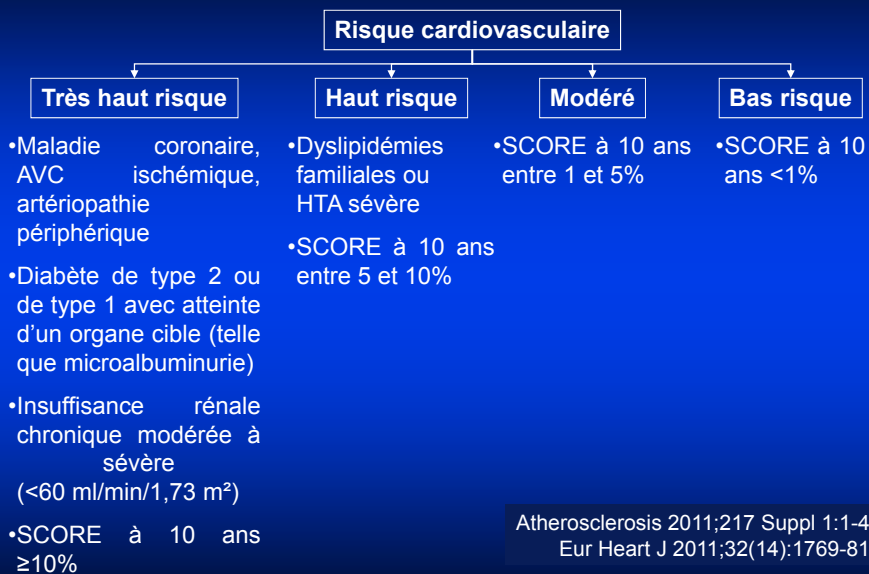 Risque cardiovasculaire
Très haut risque
Haut risque
Modéré
Bas risque
•Maladie coronaire,
AVC ischémique,
artériopathie
périphérique
•Diabète de type 2 ou
de type 1 avec atteinte
d’un organe cible (telle
que microalbuminurie)
•Insuffisance rénale
chronique modérée à
sévère
(<60 ml/min/1,73 m²)
•SCORE à 10 ans
≥10%
•Dyslipidémies
familiales ou
HTA sévère
•SCORE à 10 ans
entre 5 et 10%
•SCORE à 10 ans
entre 1 et 5%
•SCORE à 10
ans <1%
Atherosclerosis 2011;217 Suppl 1:1-4
Eur Heart J 2011;32(14):1769-81